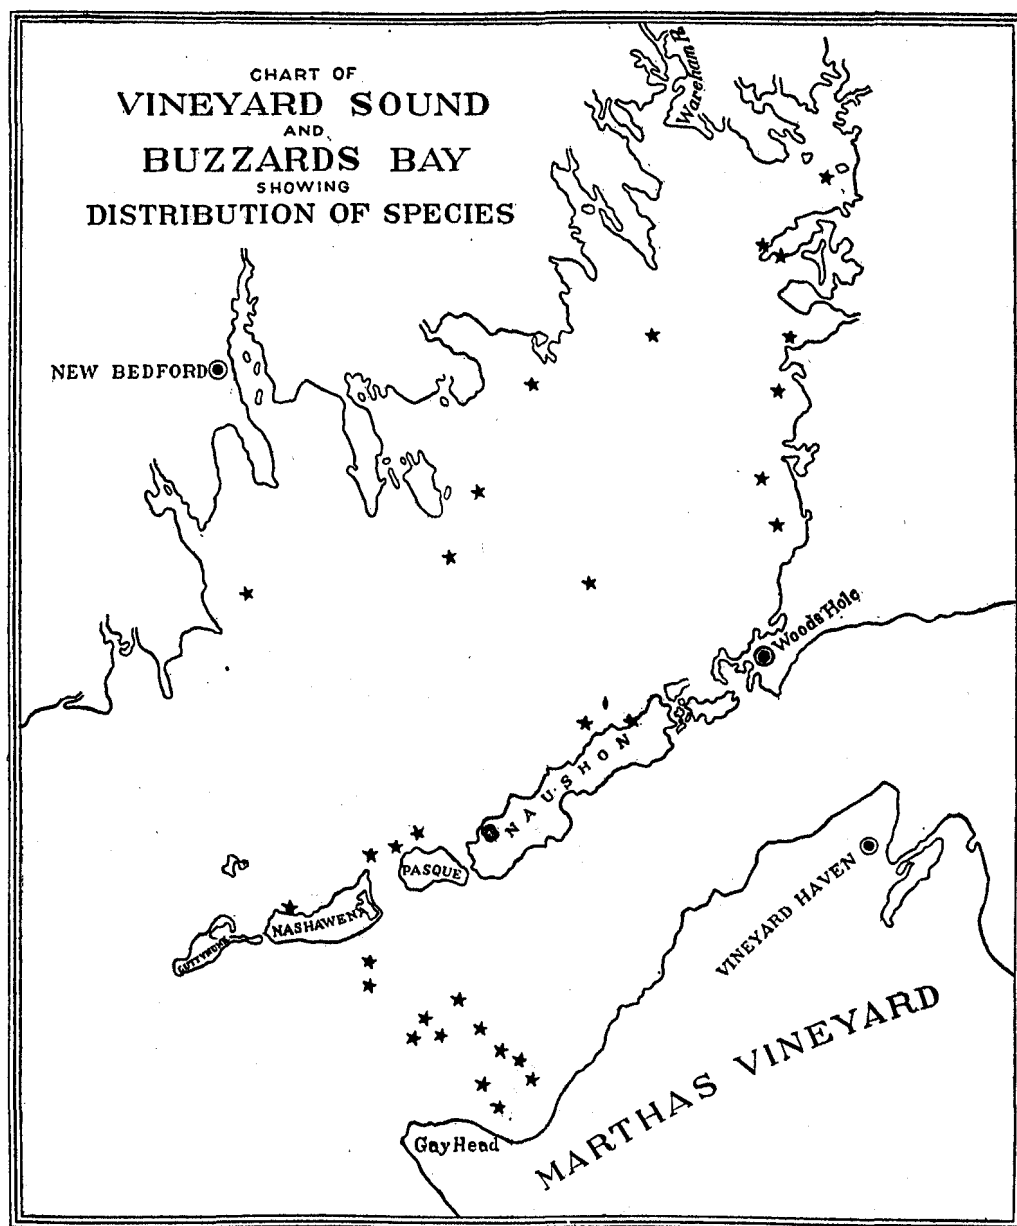 CHART OF
VINEYARD SOUND
AND
BUZZARDS BAY
SHOWING
DISTRIBUTION OF SPECIES
Wareham R.
NEW BEDFORD
Woods Hole
NAUSHON
PASQUE
NASHAWENA
CUTTYHUNK
VINEYARD HAVEN
MARTHAS VINEYARD
Gay Head